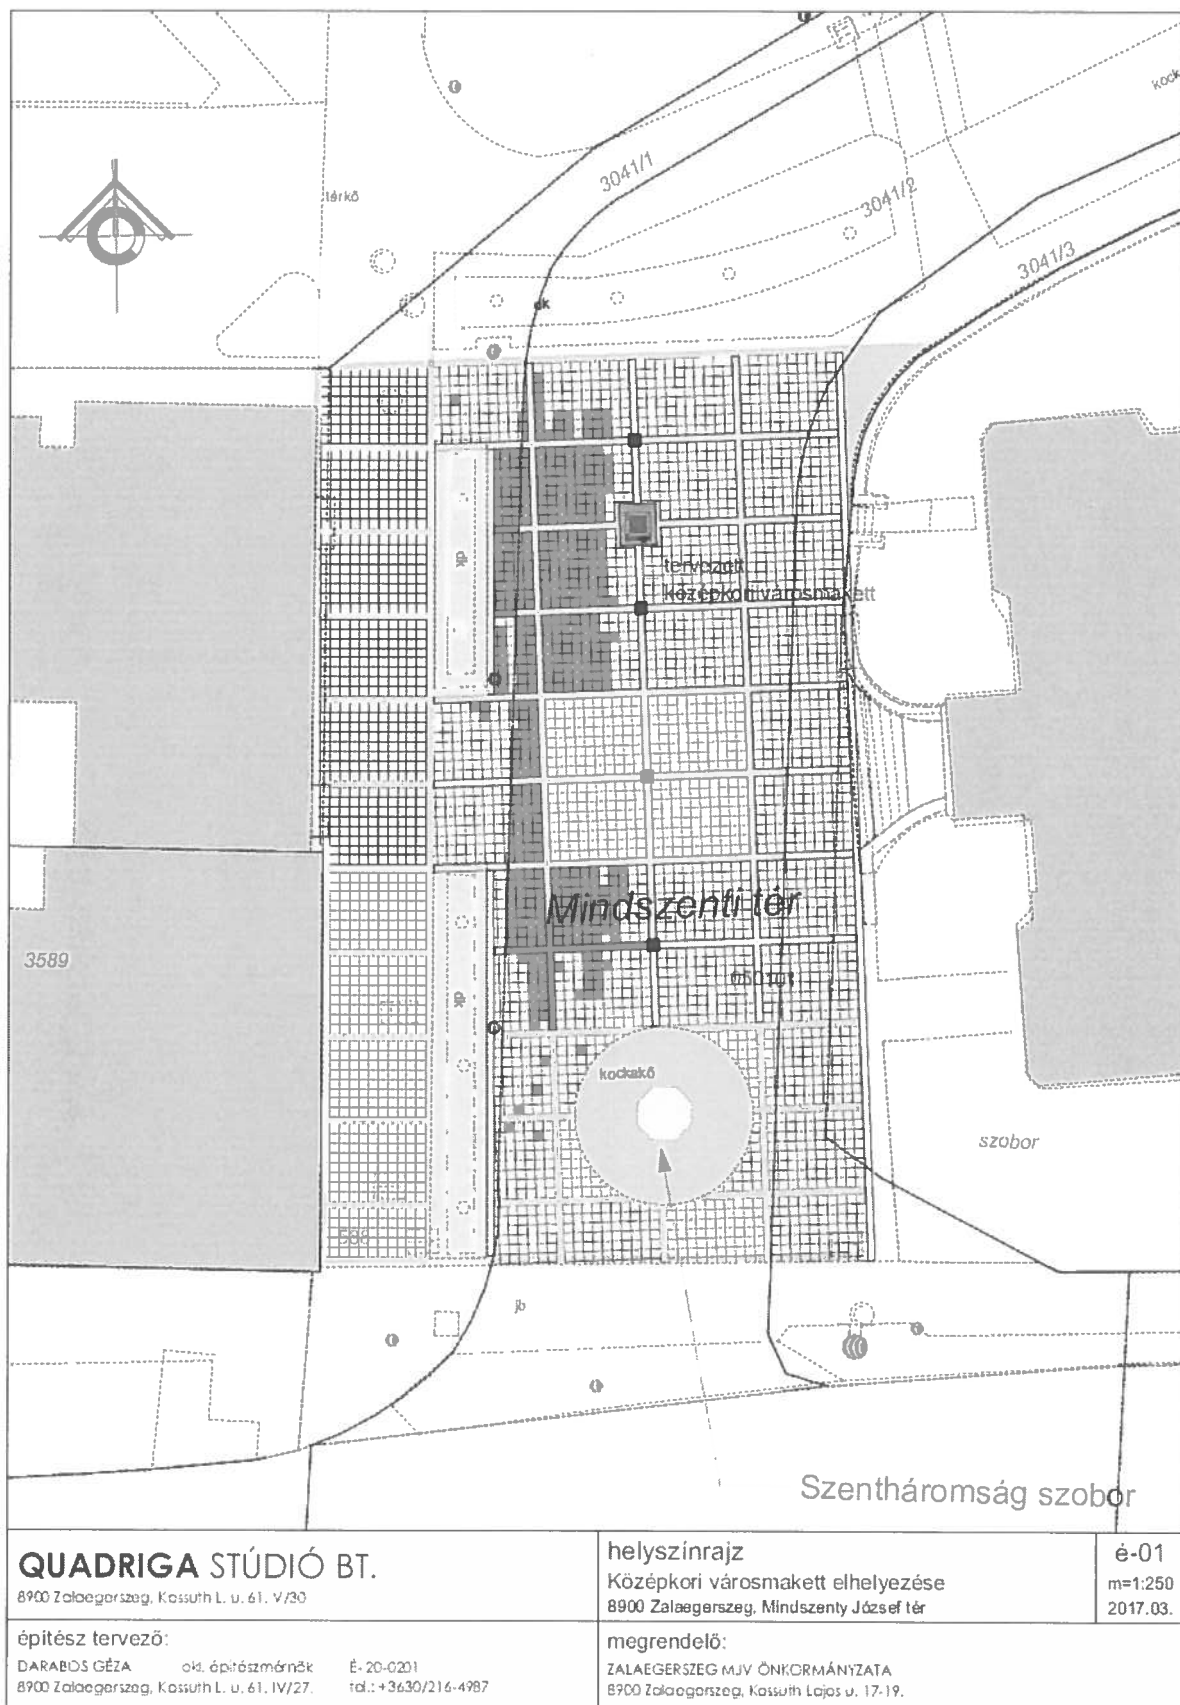 kock
3041/1
térkő
3041/2
3041/3
dk
dk
tervezett
középkori városmakett
Mindszenti tér
3589
dk
kockakő
szobor
jb
Szentháromság szobor
QUADRIGA STÚDIÓ BT.
8900 Zalaegerszeg, Kossuth L. u. 61. V/30
helyszínrajz
Középkori városmakett elhelyezése
8900 Zalaegerszeg, Mindszenty József tér
é-01
m=1:250
2017.03.
építész tervező:
DARABOS GÉZA okl. építészmérnök É- 20-0201
8900 Zalaegerszeg, Kossuth L. u. 61. IV/27. tel.: +3630/216-4987
megrendelő:
ZALAEGERSZEG MJV ÖNKORMÁNYZATA
8900 Zalaegerszeg, Kossuth Lajos u. 17-19.